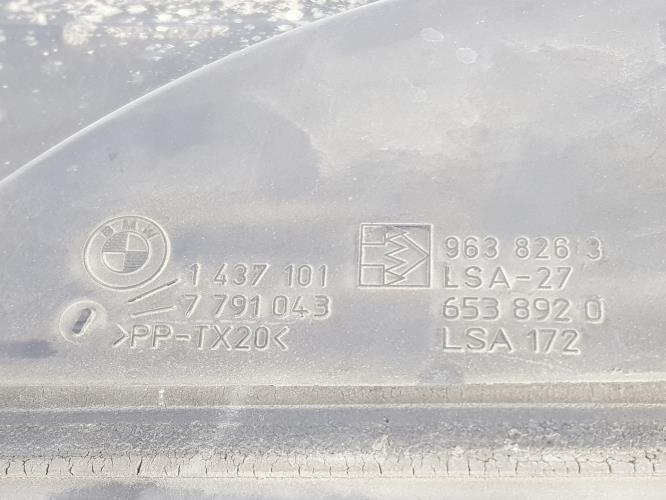 BMW
1 437 101
7 791 043
>PP-TX20<
963 826 3
LSA-27
653 892 0
LSA 172